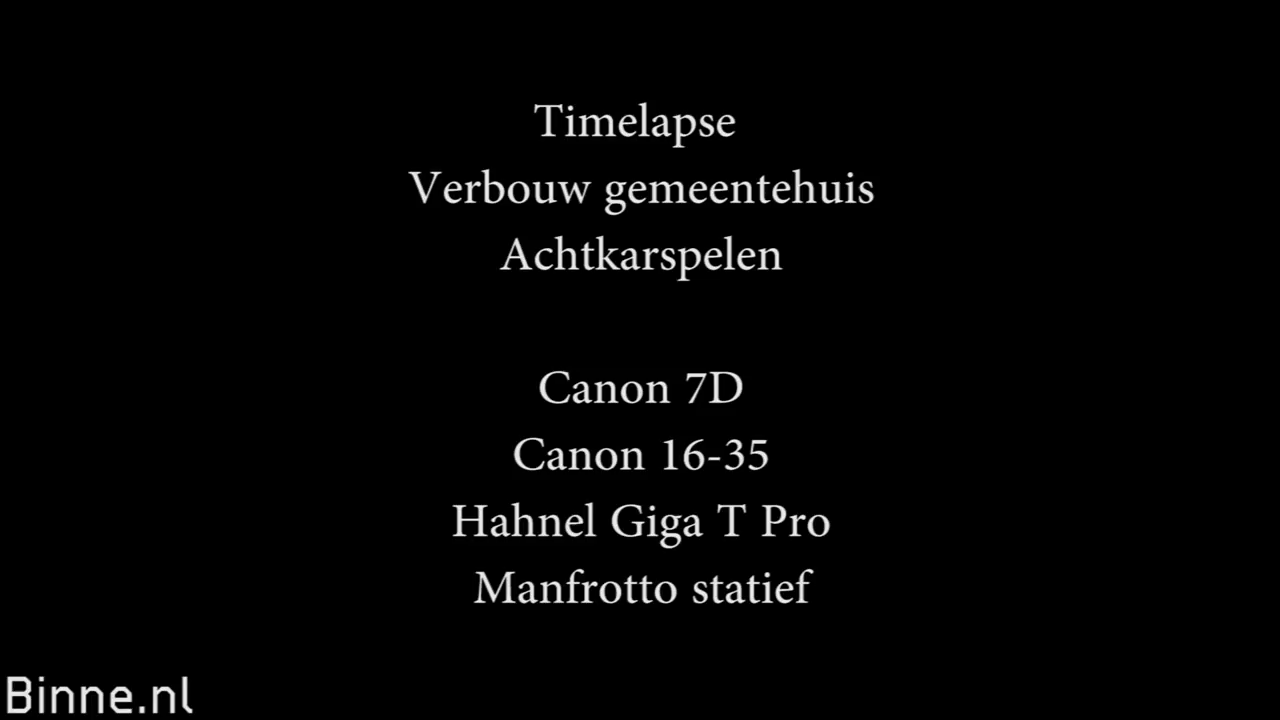 Timelapse
Verbouw gemeentehuis
Achtkarspelen
Canon 7D
Canon 16-35
Hahnel Giga T Pro
Manfrotto statief
Binne.nl